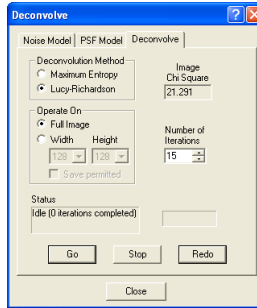 Deconvolve
Noise Model
PSF Model
Deconvolve
Deconvolution Method
Maximum Entropy
Lucy-Richardson
Image
Chi Square
21.291
Operate On
Full Image
Width Height
128 128
Save permitted
Number of
Iterations
15
Status
Idle (0 iterations completed)
Go
Stop
Redo
Close